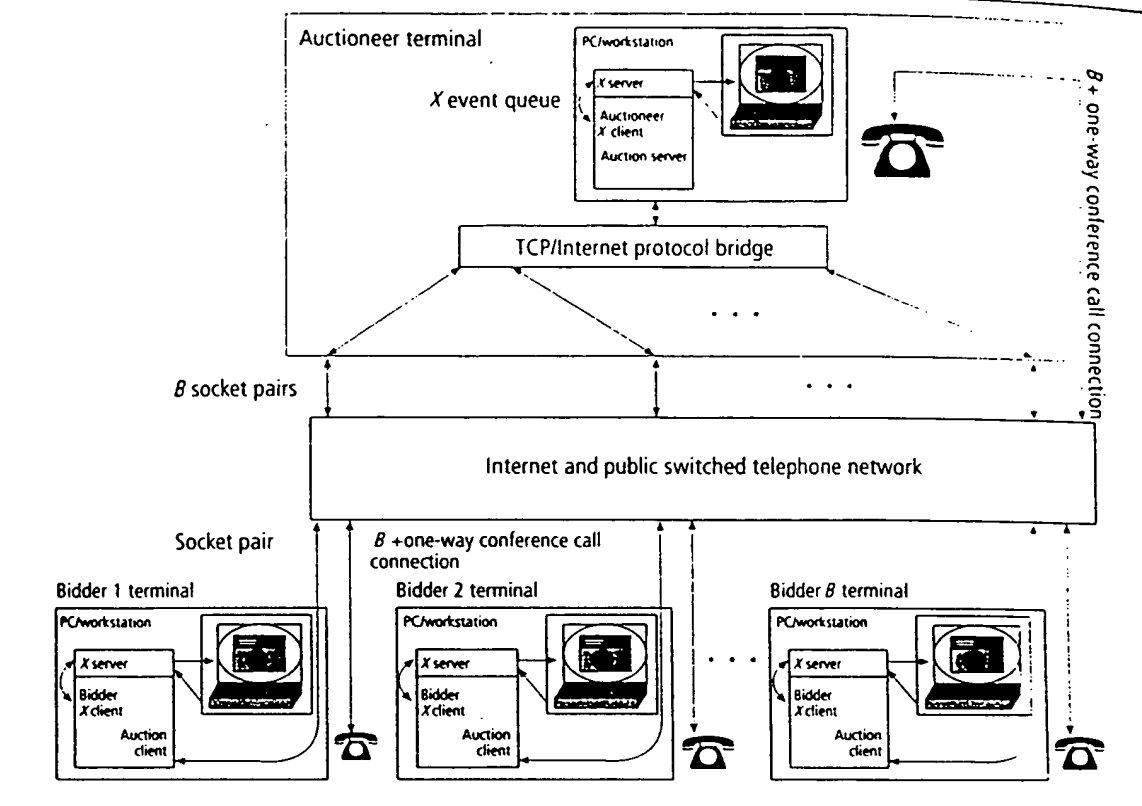 Auctioneer terminal
PC/workstation
X server
X event queue
Auctioneer
X client
Auction server
B + one-way conference call connection
TCP/Internet protocol bridge
. . .
B socket pairs
. . .
Internet and public switched telephone network
Socket pair
B +one-way conference call
connection
Bidder 1 terminal
PC/workstation
X server
Bidder
X client
Auction
client
Bidder 2 terminal
PC/workstation
X server
Bidder
X client
Auction
client
. . .
Bidder B terminal
PC/workstation
X server
Bidder
X client
Auction
client